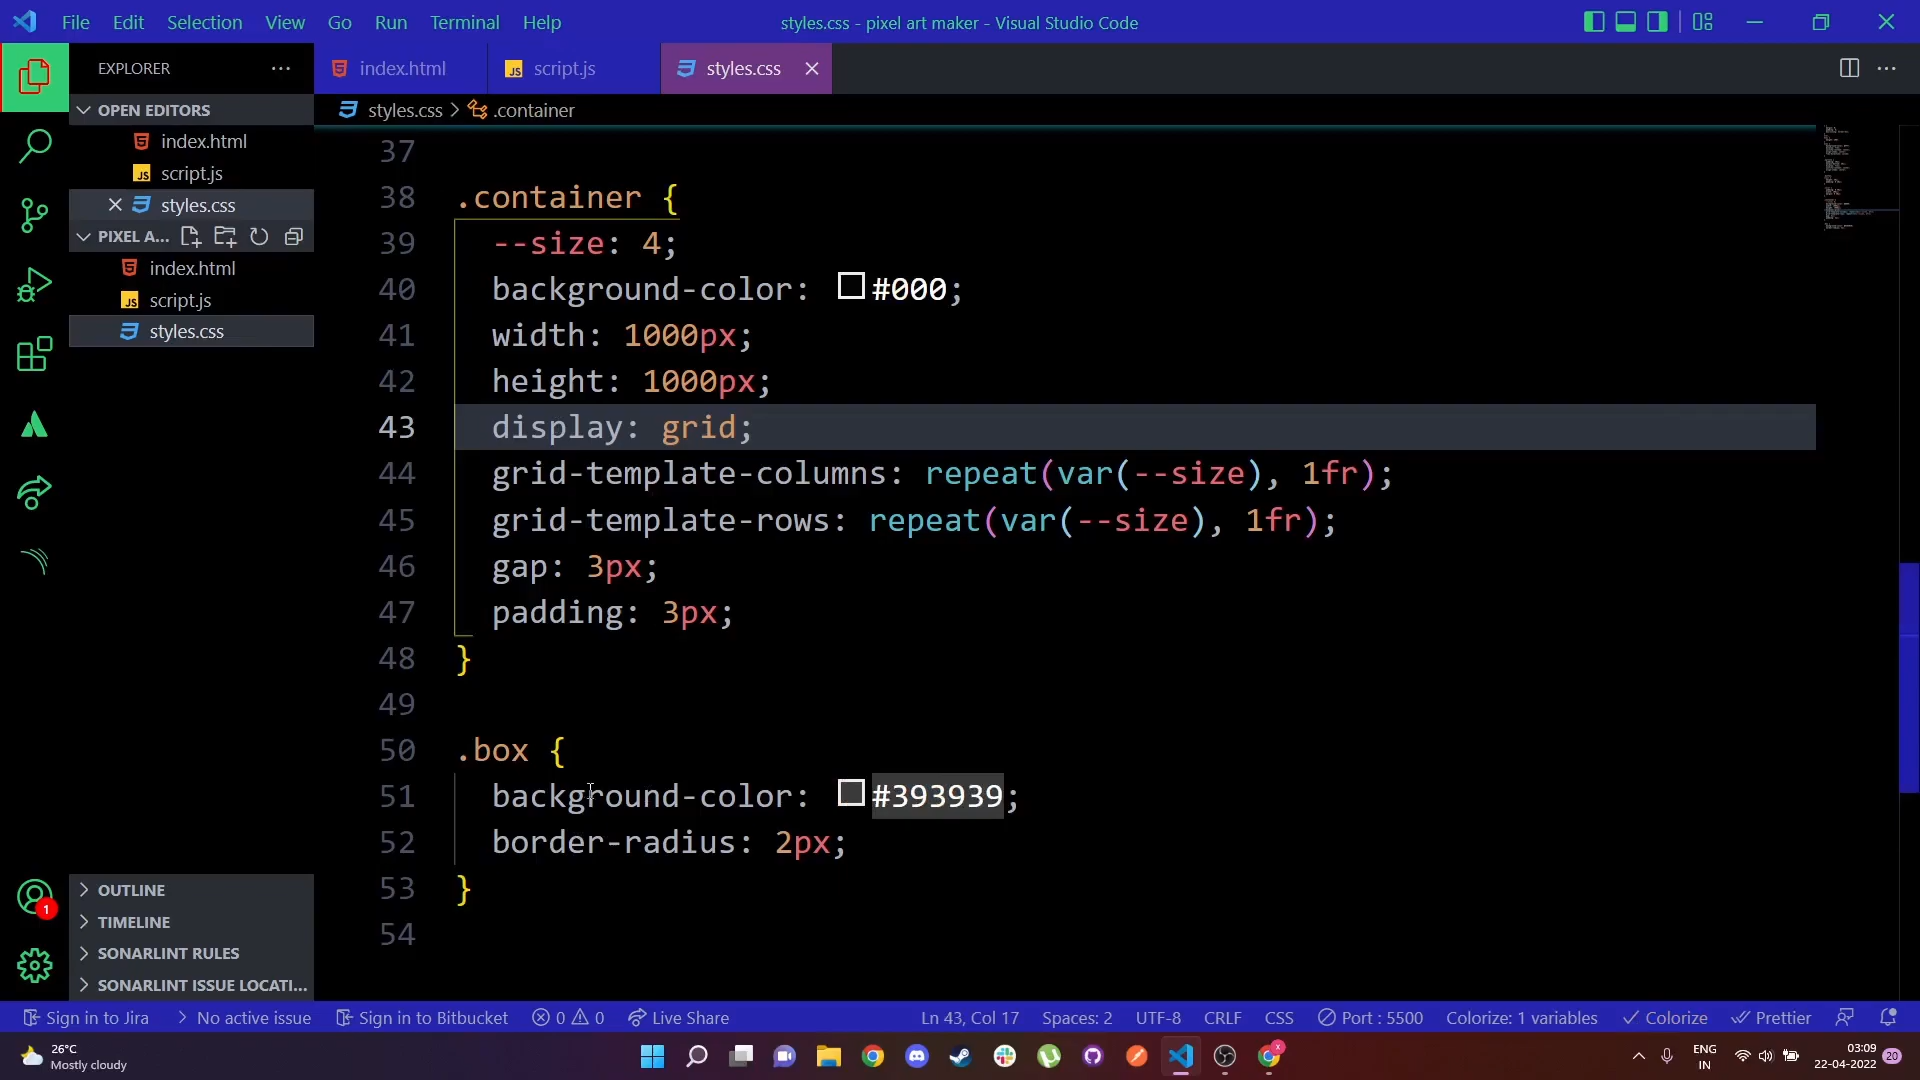 File Edit Selection View Go Run Terminal Help
styles.css - pixel art maker - Visual Studio Code
EXPLORER
index.html
JS script.js
styles.css
OPEN EDITORS
index.html
JS script.js
styles.css
PIXEL A...
index.html
JS script.js
styles.css
styles.css > .container
37
38 .container {
39 --size: 4;
40 background-color: #000;
41 width: 1000px;
42 height: 1000px;
43 display: grid;
44 grid-template-columns: repeat(var(--size), 1fr);
45 grid-template-rows: repeat(var(--size), 1fr);
46 gap: 3px;
47 padding: 3px;
48 }
49
50 .box {
51 background-color: #393939;
52 border-radius: 2px;
53 }
54
1
OUTLINE
TIMELINE
SONARLINT RULES
SONARLINT ISSUE LOCATI...
Sign in to Jira No active issue Sign in to Bitbucket 0 0 Live Share Ln 43, Col 17 Spaces: 2 UTF-8 CRLF CSS Port : 5500 Colorize: 1 variables Colorize Prettier
26°C
Mostly cloudy
ENG
IN
03:09
22-04-2022
20